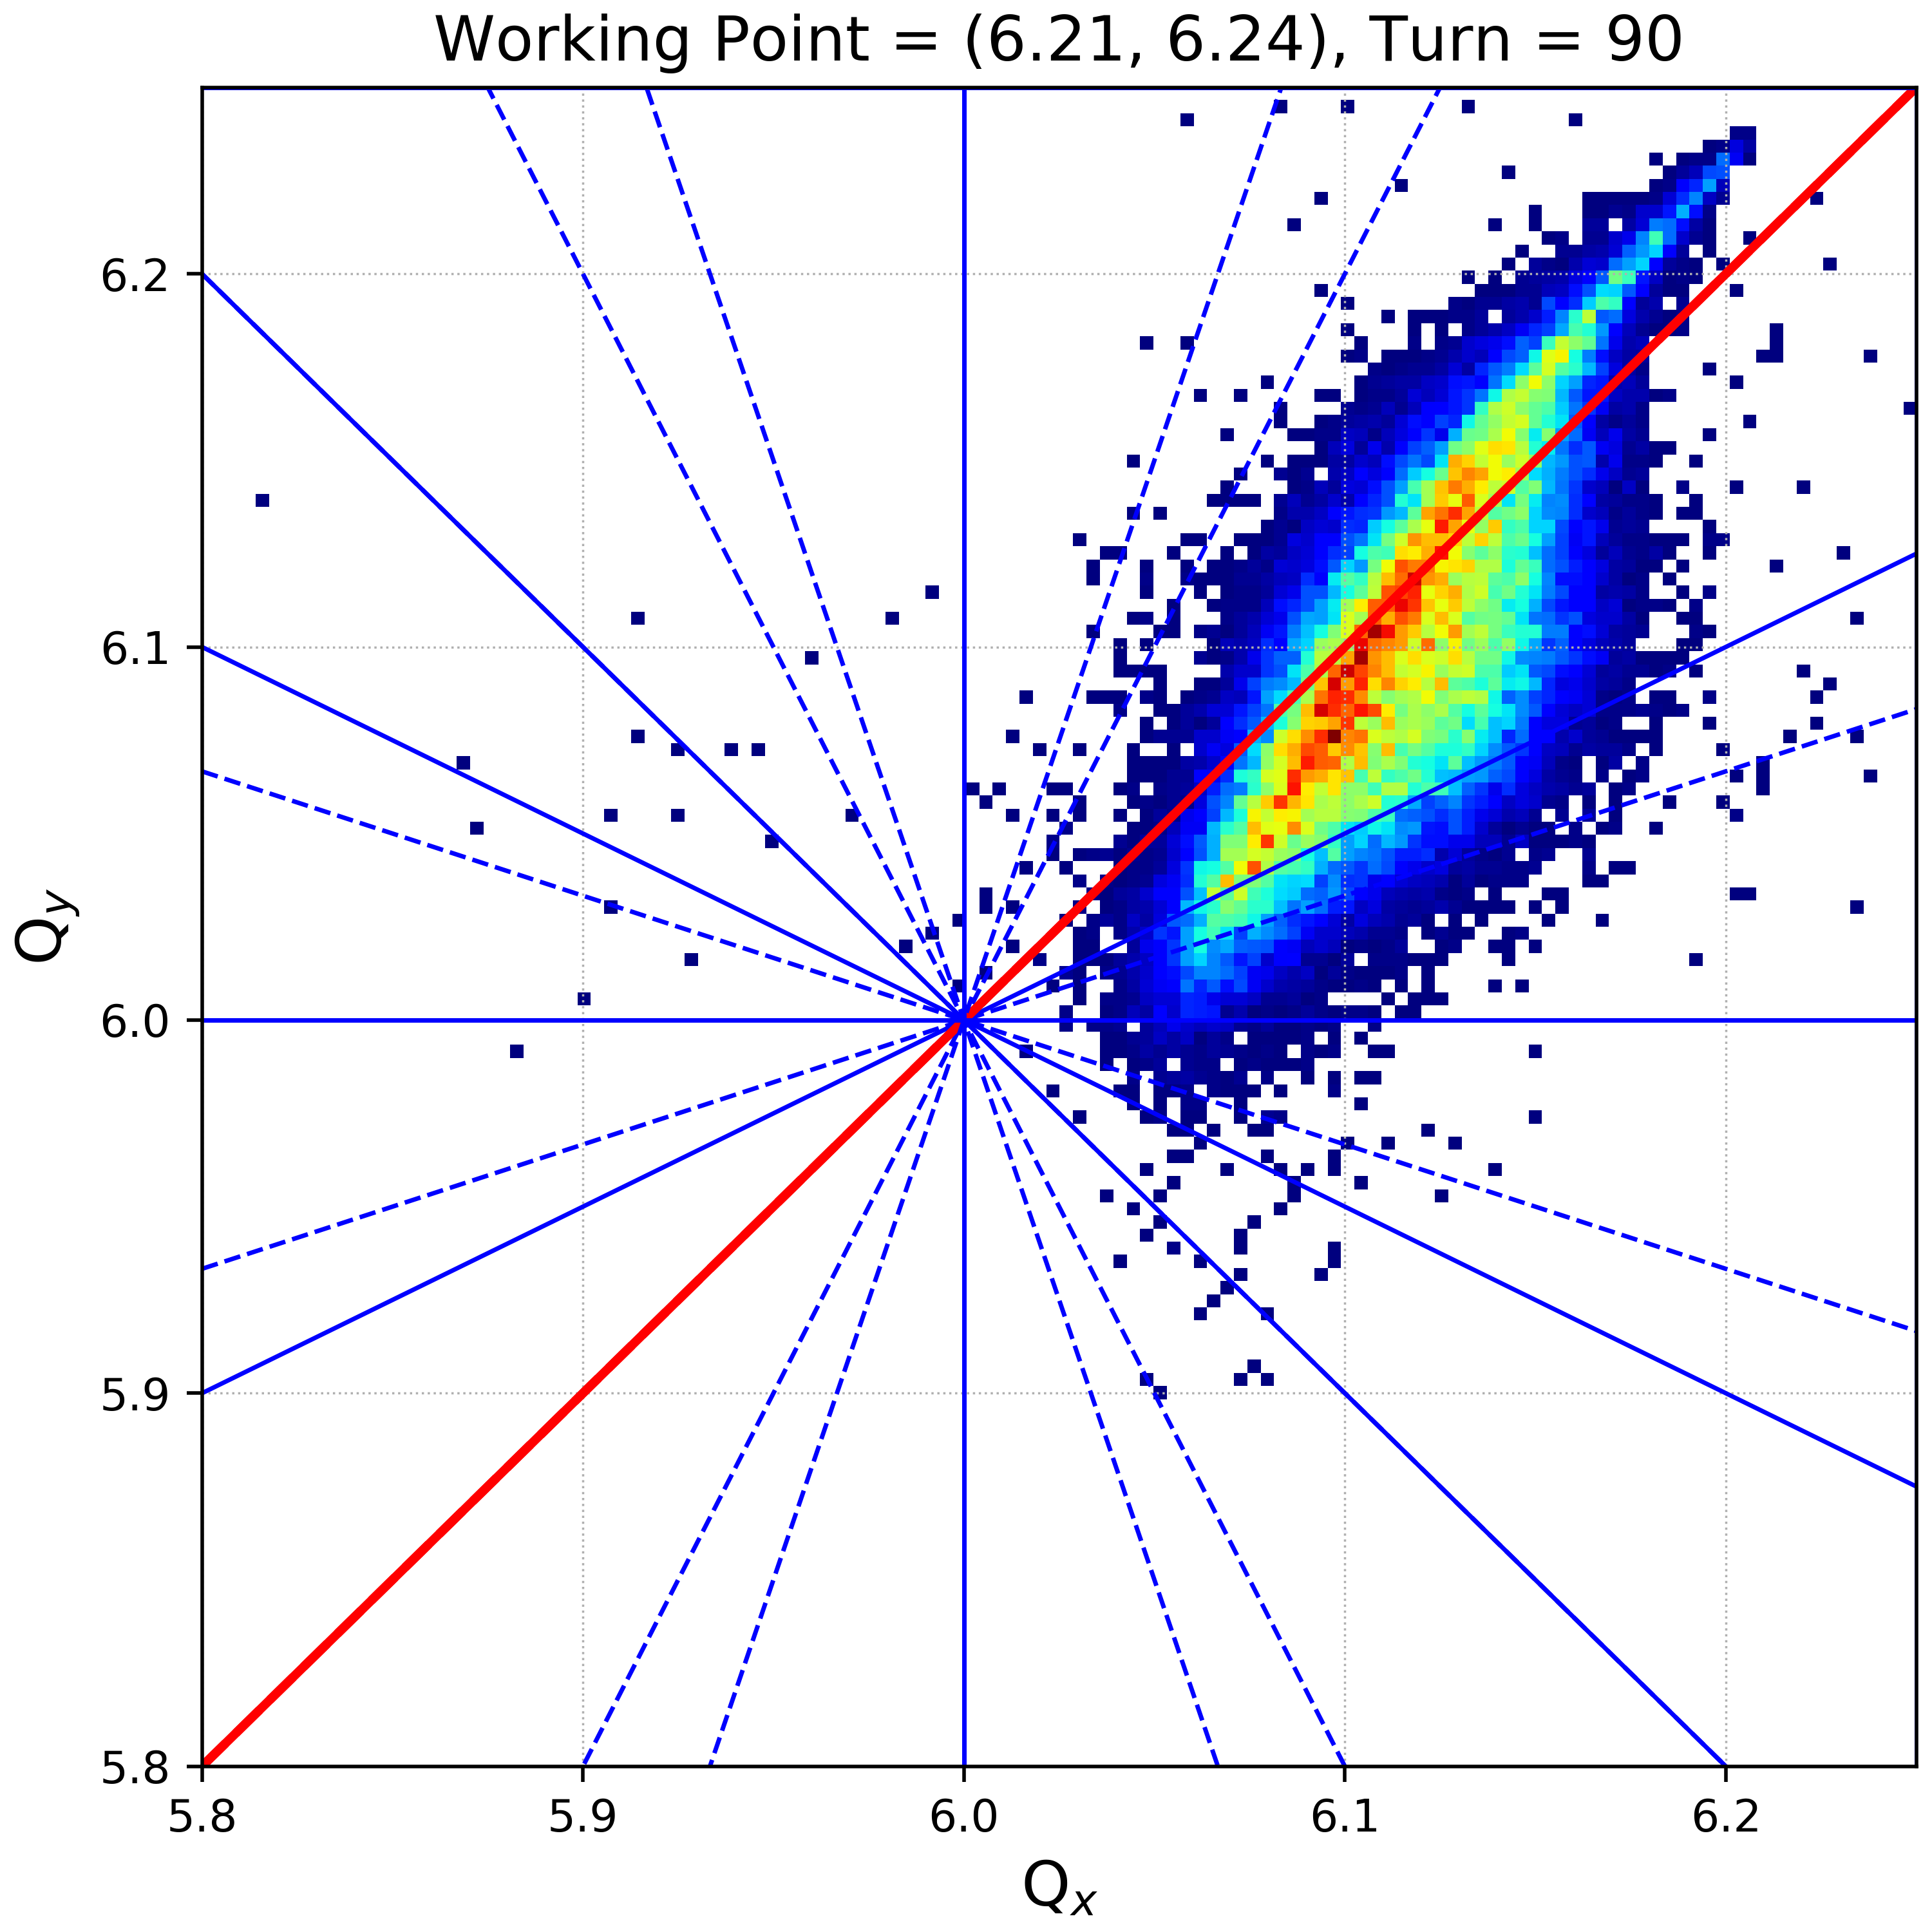 Working Point = (6.21, 6.24), Turn = 90
6.2
6.1
6.0
5.9
5.8
Qy
5.8 5.9 6.0 6.1 6.2
Qx